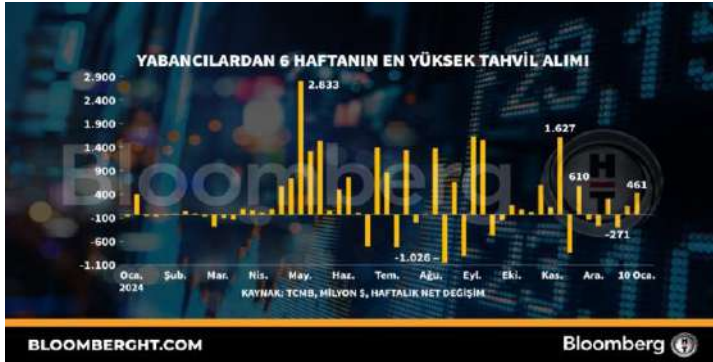 YABANCILARDAN 6 HAFTANIN EN YÜKSEK TAHVİL ALIMI
2.900
2.833
2.400
1.900
1.627
1.400
Bloomberg HT
900
610
461
400
-100
-271
-600
-1.026
-1.100
Oca. Şub. Mar. Nis. May. Haz. Tem. Ağu. Eyl. Eki. Kas. Ara. 10 Oca.
2024
KAYNAK: TCMB, MİLYON $, HAFTALIK NET DEĞİŞİM
BLOOMBERGHT.COM
Bloomberg HT